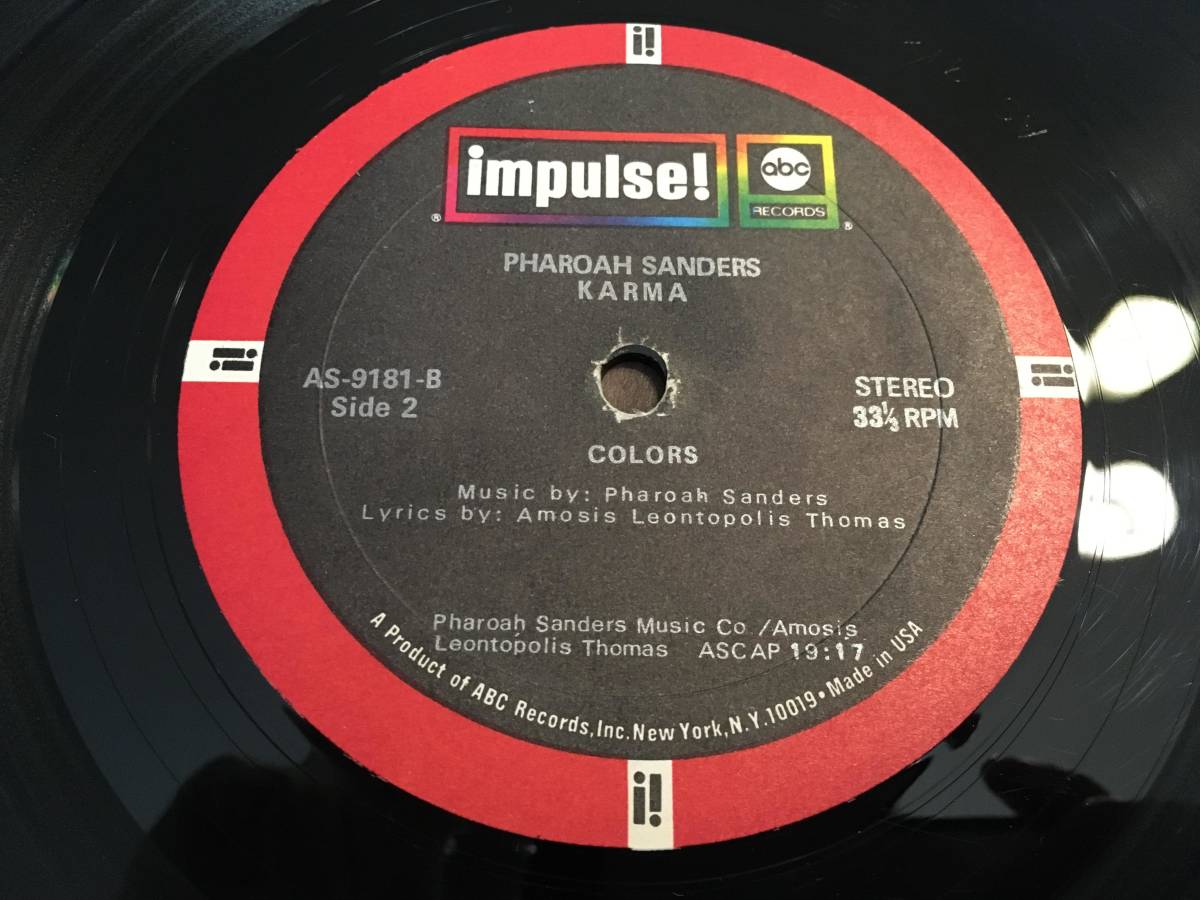 i!
impulse!
abc
RECORDS
®
®
PHAROAH SANDERS
KARMA
i!
i!
AS-9181-B
Side 2
STEREO
33⅓ RPM
COLORS
Music by: Pharoah Sanders
Lyrics by: Amosis Leontopolis Thomas
Pharoah Sanders Music Co./Amosis
Leontopolis Thomas ASCAP 19:17
A Product of ABC Records, Inc. New York, N.Y. 10019 • Made in USA
i!